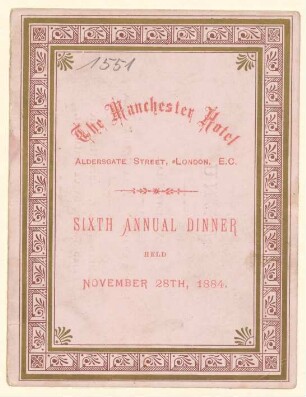 1551
The Manchester Hotel
ALDERSGATE STREET, LONDON, E.C.
SIXTH ANNUAL DINNER
HELD
NOVEMBER 28TH, 1884.